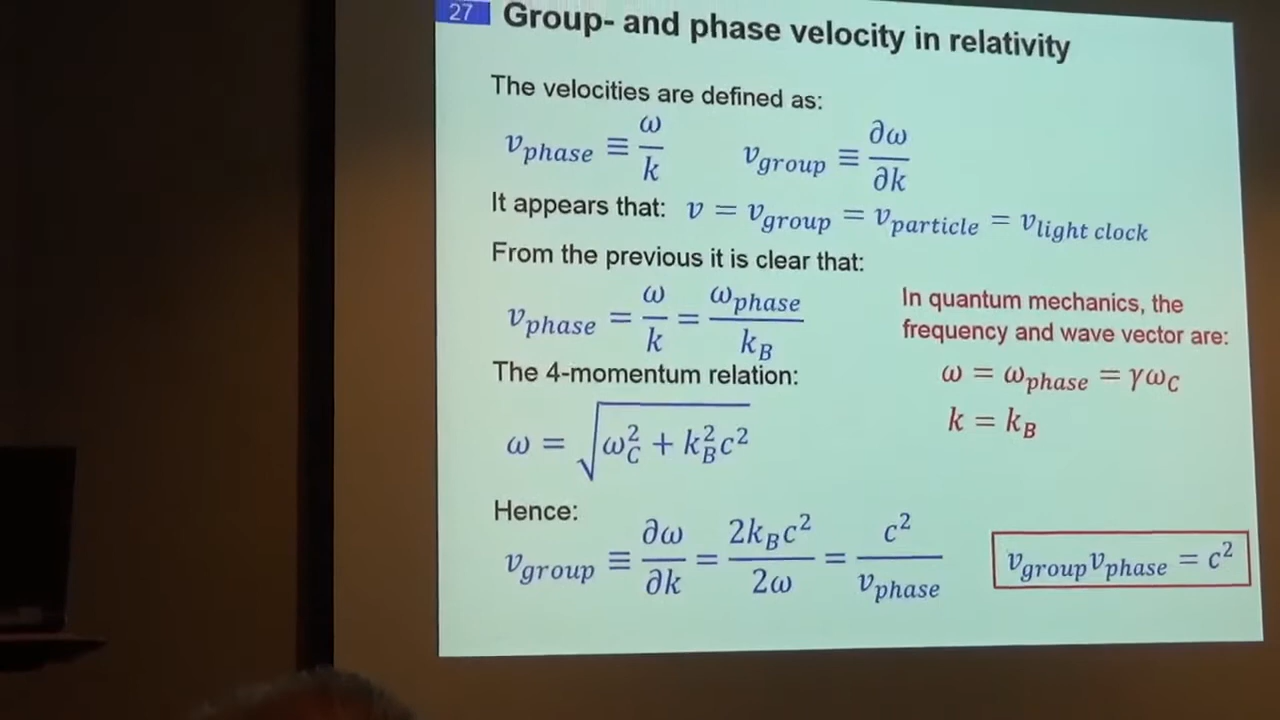 27 Group- and phase velocity in relativity
The velocities are defined as:
v_phase ≡ ω/k    v_group ≡ ∂ω/∂k
It appears that: v = v_group = v_particle = v_light clock
From the previous it is clear that:
v_phase = ω/k = ω_phase/k_B
In quantum mechanics, the
frequency and wave vector are:
ω = ω_phase = γω_C
k = k_B
The 4-momentum relation:
ω = √(ω_C² + k_B²c²)
Hence:
v_group ≡ ∂ω/∂k = 2k_Bc²/2ω = c²/v_phase
v_group v_phase = c²